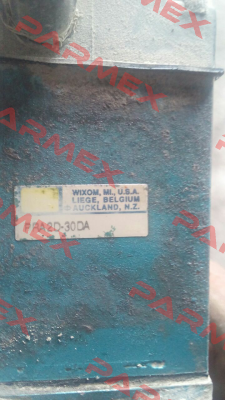 PARMEX
PARMEX
PARMEX
WIXOM, MI., U.S.A.
LIEGE, BELGIUM
AUCKLAND, N.Z.
PARMEX
PARMEX